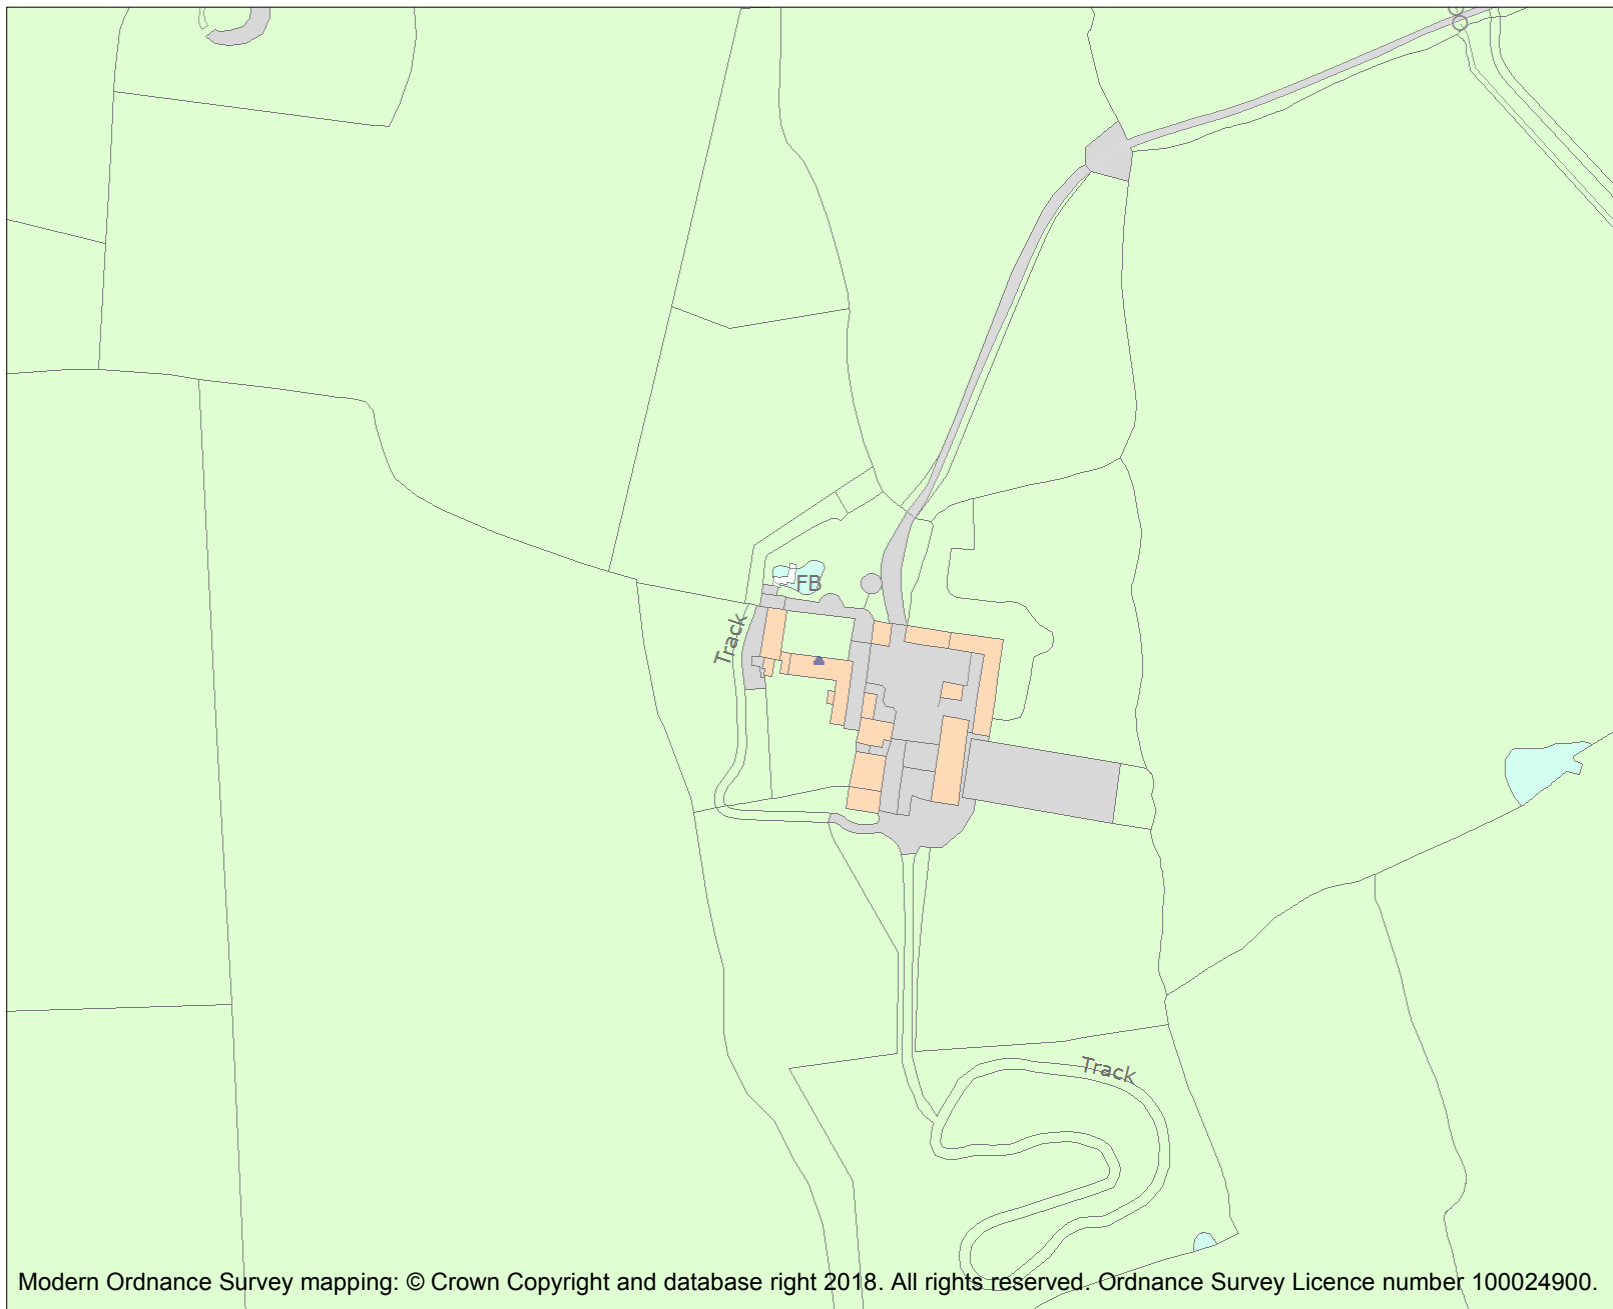 FB
Track
Track
Modern Ordnance Survey mapping: © Crown Copyright and database right 2018. All rights reserved. Ordnance Survey Licence number 100024900.